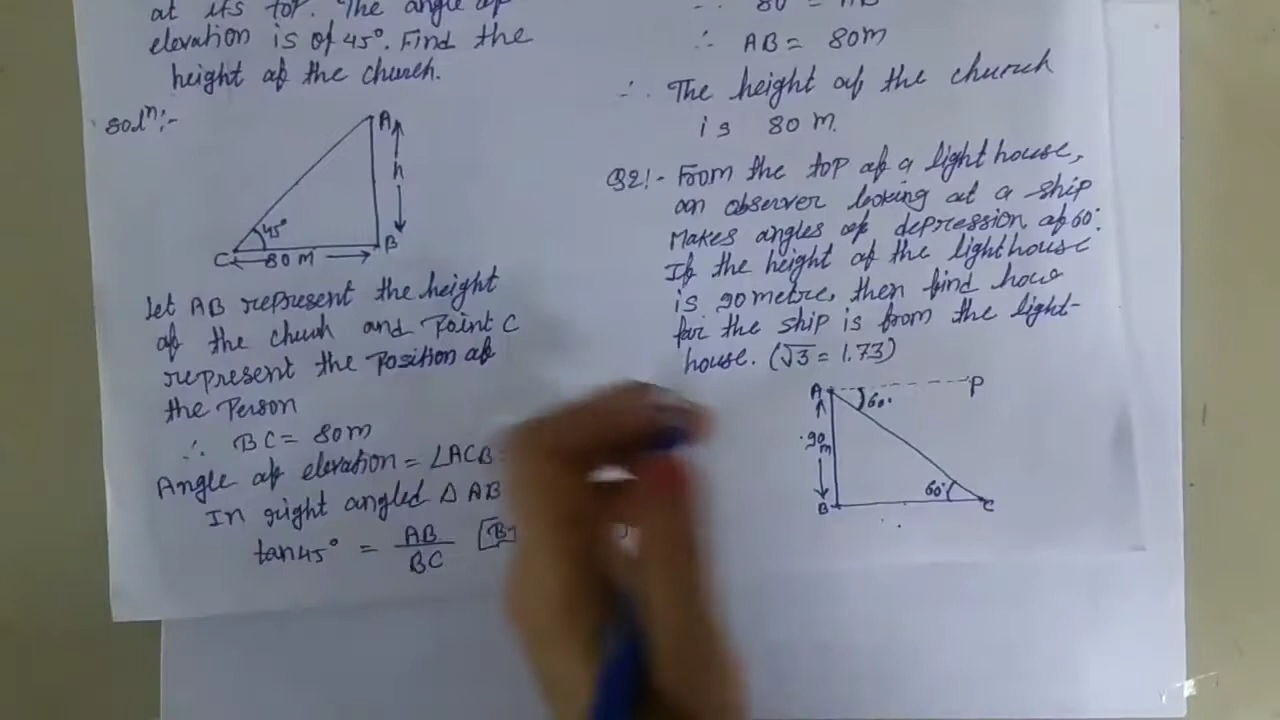 at its top. The angle of
elevation is of 45°. Find the
height of the church.
Solⁿ:-
A
h
45°
C 80 m B
let AB represent the height
of the chuch and Point C
represent the Position of
the Person
∴ BC = 80m
Angle of elevation = ∠ACB
In right angled Δ AB
tan45° = AB/BC
∴ 80 = AB
∴ AB = 80m
∴ The height of the church
is 80 m.
Q2!- From the top of a light house,
an observer looking at a ship
makes angles of depression of 60°.
If the height of the lighthouse
is 90 metre, then find how
far the ship is from the light-
house. (√3 = 1.73)
A P
60°
90 m
60°
B C